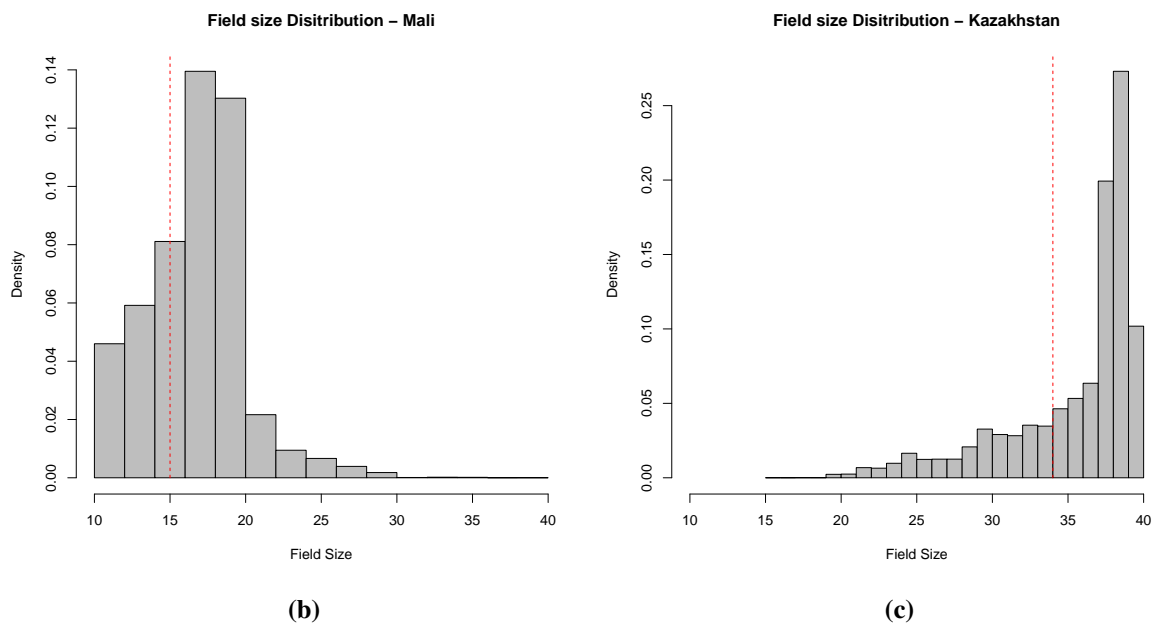 Field size Disitribution – Mali
0.14
0.12
0.10
0.08
0.06
0.04
0.02
0.00
Density
10 15 20 25 30 35 40
Field Size
(b)
Field size Disitribution – Kazakhstan
0.25
0.20
0.15
0.10
0.05
0.00
Density
10 15 20 25 30 35 40
Field Size
(c)